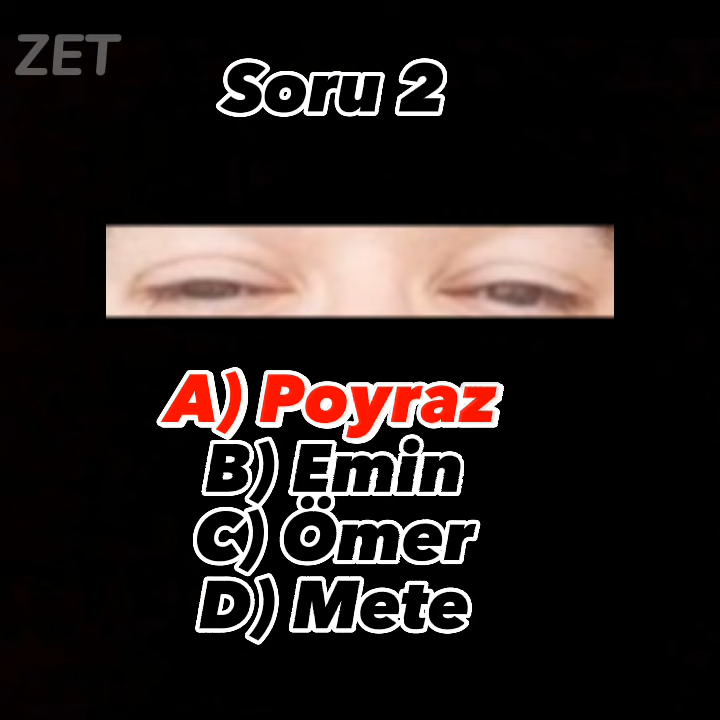 ZET
Soru 2
A) Poyraz
B) Emin
C) Ömer
D) Mete